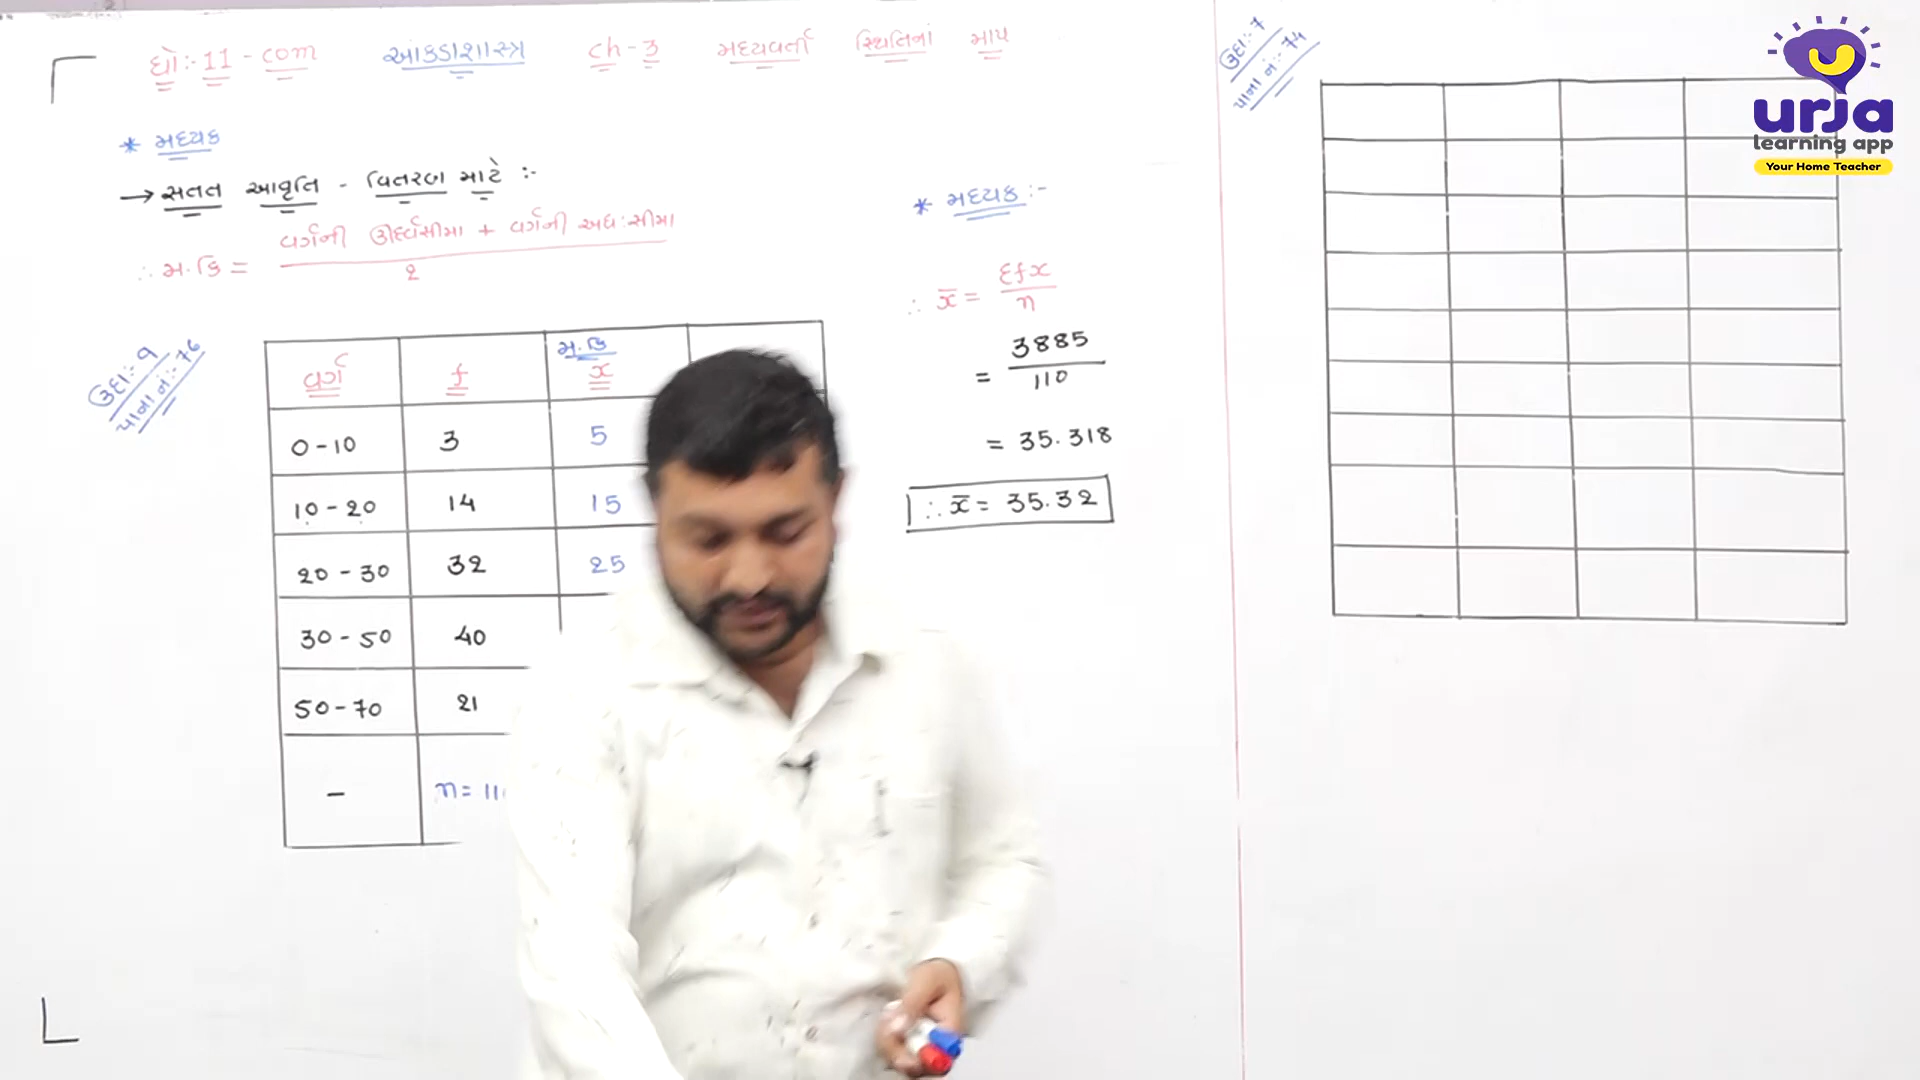 ધો:- 11 - com આંકડાશાસ્ત્ર ch - 3 મધ્યવર્તી સ્થિતિનાં માપ
* મધ્યક
→ સતત આવૃત્તિ - વિતરણ માટે :-
∴ મ.કિ = વર્ગની ઊર્ધ્વસીમા + વર્ગની અધઃસીમા
2
ઉદા:- 9
પાના નં:- 76
વર્ગ f મ.કિ x
0 - 10 3 5
10 - 20 14 15
20 - 30 32 25
30 - 50 40
50 - 70 21
- n = 11
* મધ્યક :-
∴ x̄ = Σfx / n
= 3885 / 110
= 35.318
∴ x̄ = 35.32
ઉદા:- 7
પાના નં:- 74
urja
learning app
Your Home Teacher